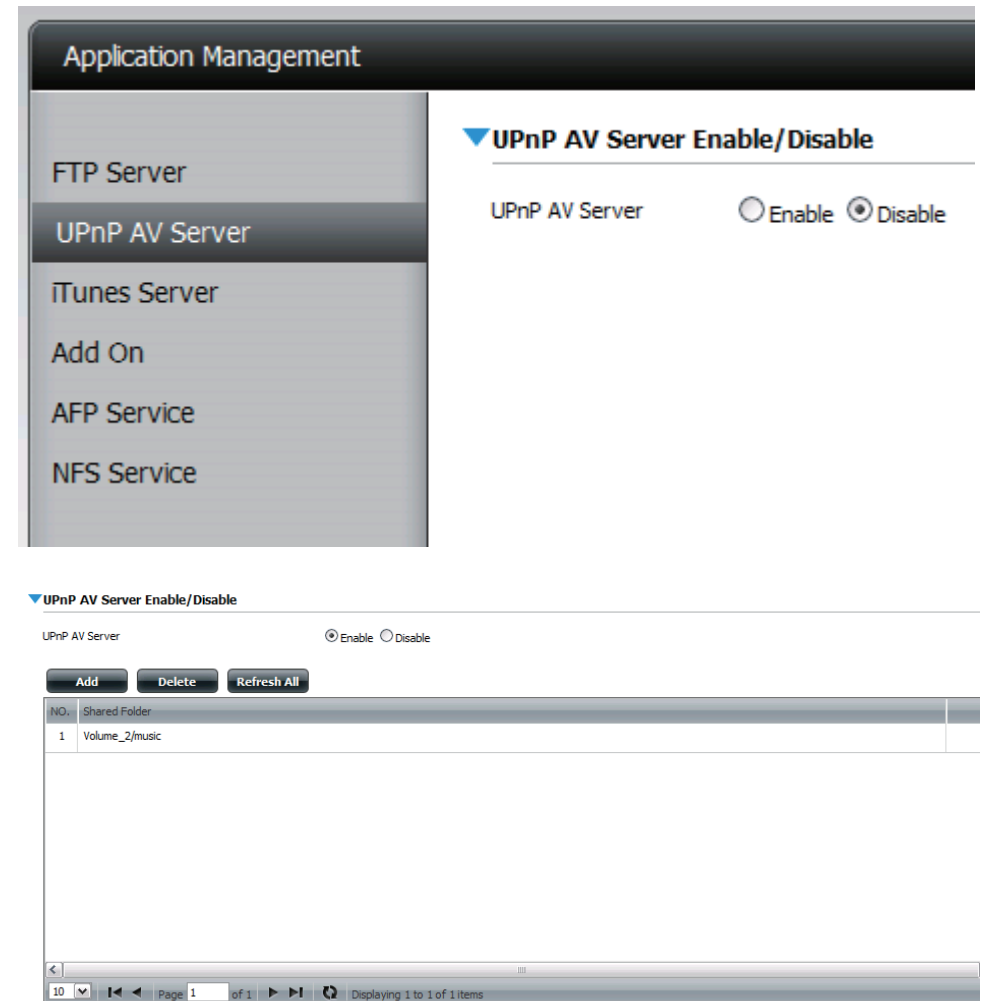 Application Management
FTP Server
UPnP AV Server
iTunes Server
Add On
AFP Service
NFS Service
UPnP AV Server Enable/Disable
UPnP AV Server Enable Disable
UPnP AV Server Enable/Disable
UPnP AV Server Enable Disable
Add Delete Refresh All
NO. Shared Folder
1 Volume_2/music
10 Page 1 of 1 Displaying 1 to 1 of 1 items